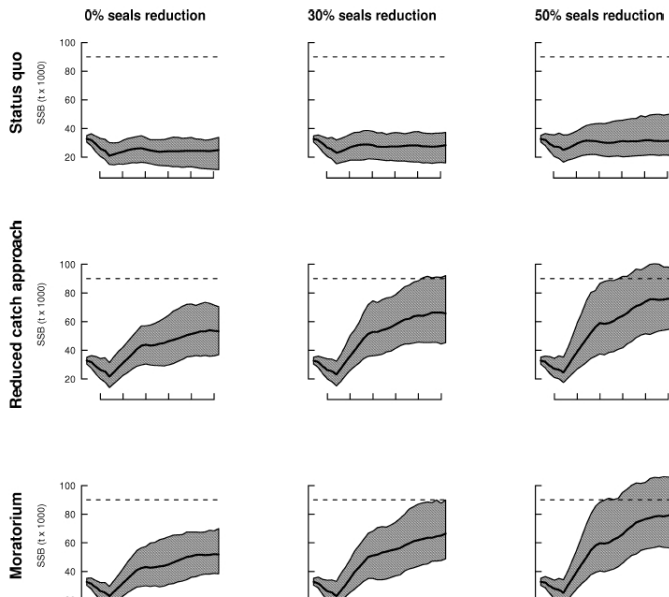 0% seals reduction
30% seals reduction
50% seals reduction
Status quo
SSB (t x 1000)
100
80
60
40
20
Reduced catch approach
SSB (t x 1000)
100
80
60
40
20
Moratorium
SSB (t x 1000)
100
80
60
40